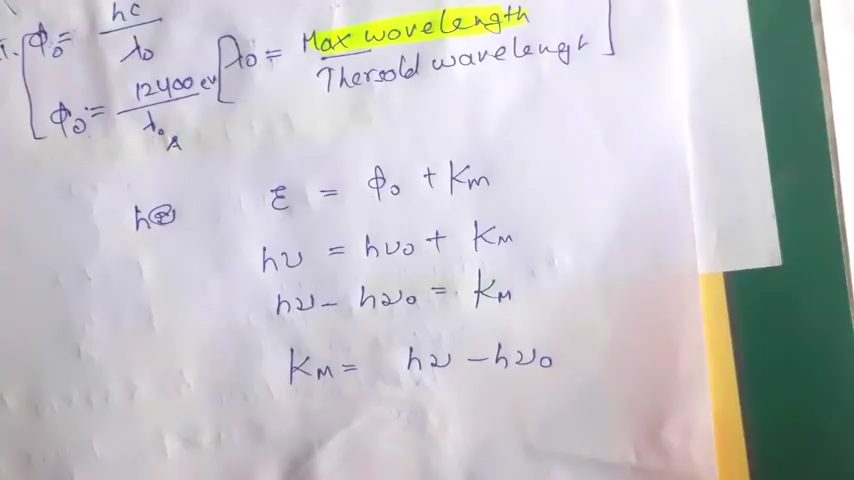 ϕ₀ = hc / λ₀
ϕ₀ = 12400 ev / λ₀ A
λ₀ = Max wavelength
Thersold wavelengt
h
ε = ϕ₀ + KM
hν = hν₀ + KM
hν - hν₀ = KM
KM = hν - hν₀